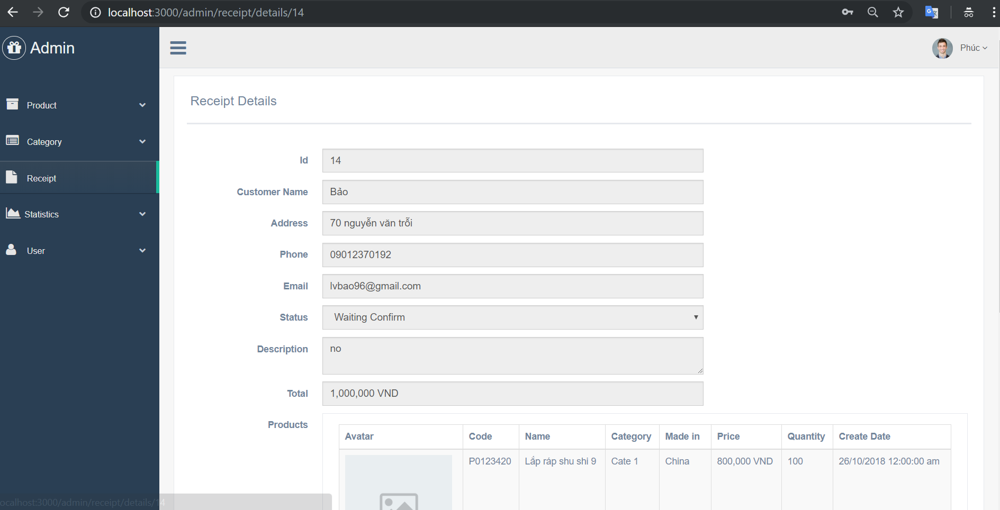 localhost:3000/admin/receipt/details/14
Admin
Phúc
Product
Category
Receipt
Statistics
User
Receipt Details
Id 14
Customer Name Bảo
Address 70 nguyễn văn trỗi
Phone 09012370192
Email lvbao96@gmail.com
Status Waiting Confirm
Description no
Total 1,000,000 VND
Products
Avatar Code Name Category Made in Price Quantity Create Date
P0123420 Lắp ráp shu shi 9 Cate 1 China 800,000 VND 100 26/10/2018 12:00:00 am
ocalhost:3000/admin/receipt/details/14